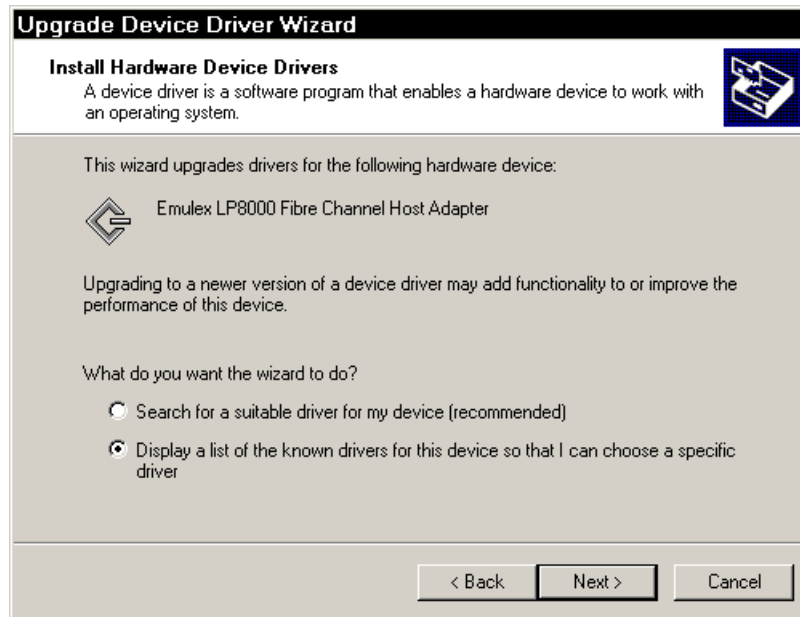 Upgrade Device Driver Wizard
Install Hardware Device Drivers
A device driver is a software program that enables a hardware device to work with
an operating system.
This wizard upgrades drivers for the following hardware device:
Emulex LP8000 Fibre Channel Host Adapter
Upgrading to a newer version of a device driver may add functionality to or improve the
performance of this device.
What do you want the wizard to do?
Search for a suitable driver for my device (recommended)
Display a list of the known drivers for this device so that I can choose a specific
driver
< Back Next > Cancel